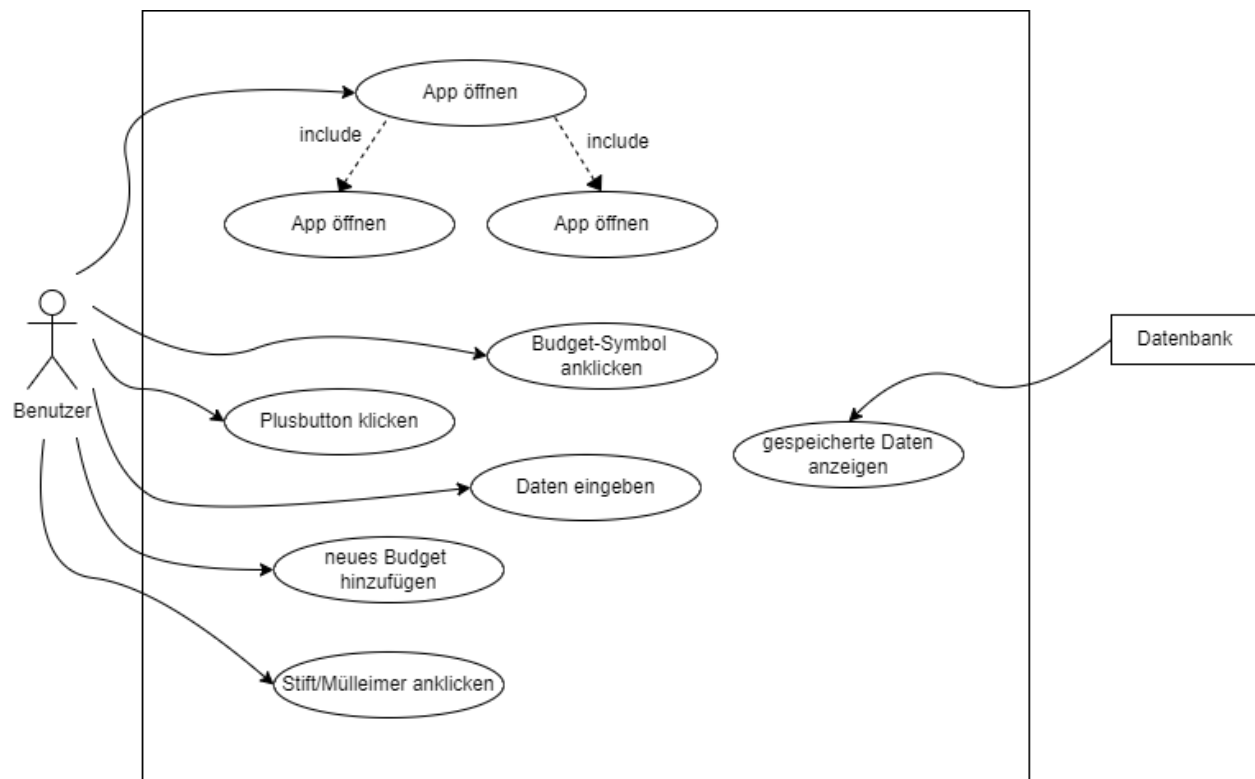 App öffnen
include
include
App öffnen
App öffnen
Budget-Symbol
anklicken
Datenbank
Benutzer
Plusbutton klicken
gespeicherte Daten
anzeigen
Daten eingeben
neues Budget
hinzufügen
Stift/Mülleimer anklicken